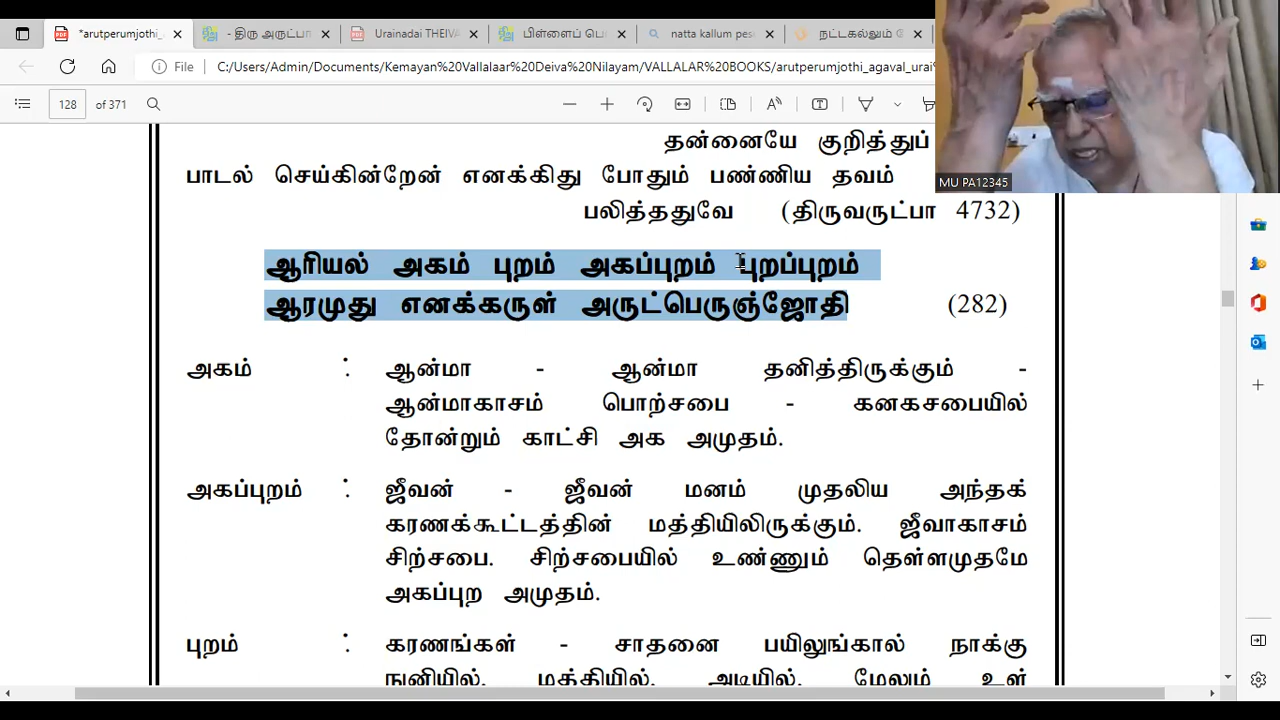 *arutperumjothi_
- திரு அருட்பா
Urainadai THEIVA
பிள்ளைப் பெ
natta kallum pes
நட்டகல்லும் பே
File
C:/Users/Admin/Documents/Kemayan%20Vallalaar%20Deiva%20Nilayam/VALLALAR%20BOOKS/arutperumjothi_agaval_urai%
128 of 371
MU PA12345
தன்னையே குறித்துப்
பாடல் செய்கின்றேன் எனக்கிது போதும் பண்ணிய தவம்
பலித்ததுவே (திருவருட்பா 4732)
ஆரியல் அகம் புறம் அகப்புறம் புறப்புறம்
ஆரமுது எனக்கருள் அருட்பெருஞ்ஜோதி (282)
அகம் : ஆன்மா - ஆன்மா தனித்திருக்கும் -
ஆன்மாகாசம் பொற்சபை - கனகசபையில்
தோன்றும் காட்சி அக அமுதம்.
அகப்புறம் : ஜீவன் - ஜீவன் மனம் முதலிய அந்தக்
கரணக்கூட்டத்தின் மத்தியிலிருக்கும். ஜீவாகாசம்
சிற்சபை. சிற்சபையில் உண்ணும் தெள்ளமுதமே
அகப்புற அமுதம்.
புறம் : கரணங்கள் - சாதனை பயிலுங்கால் நாக்கு
நுனியில், மத்தியில், அடியில், மேலும் உள்